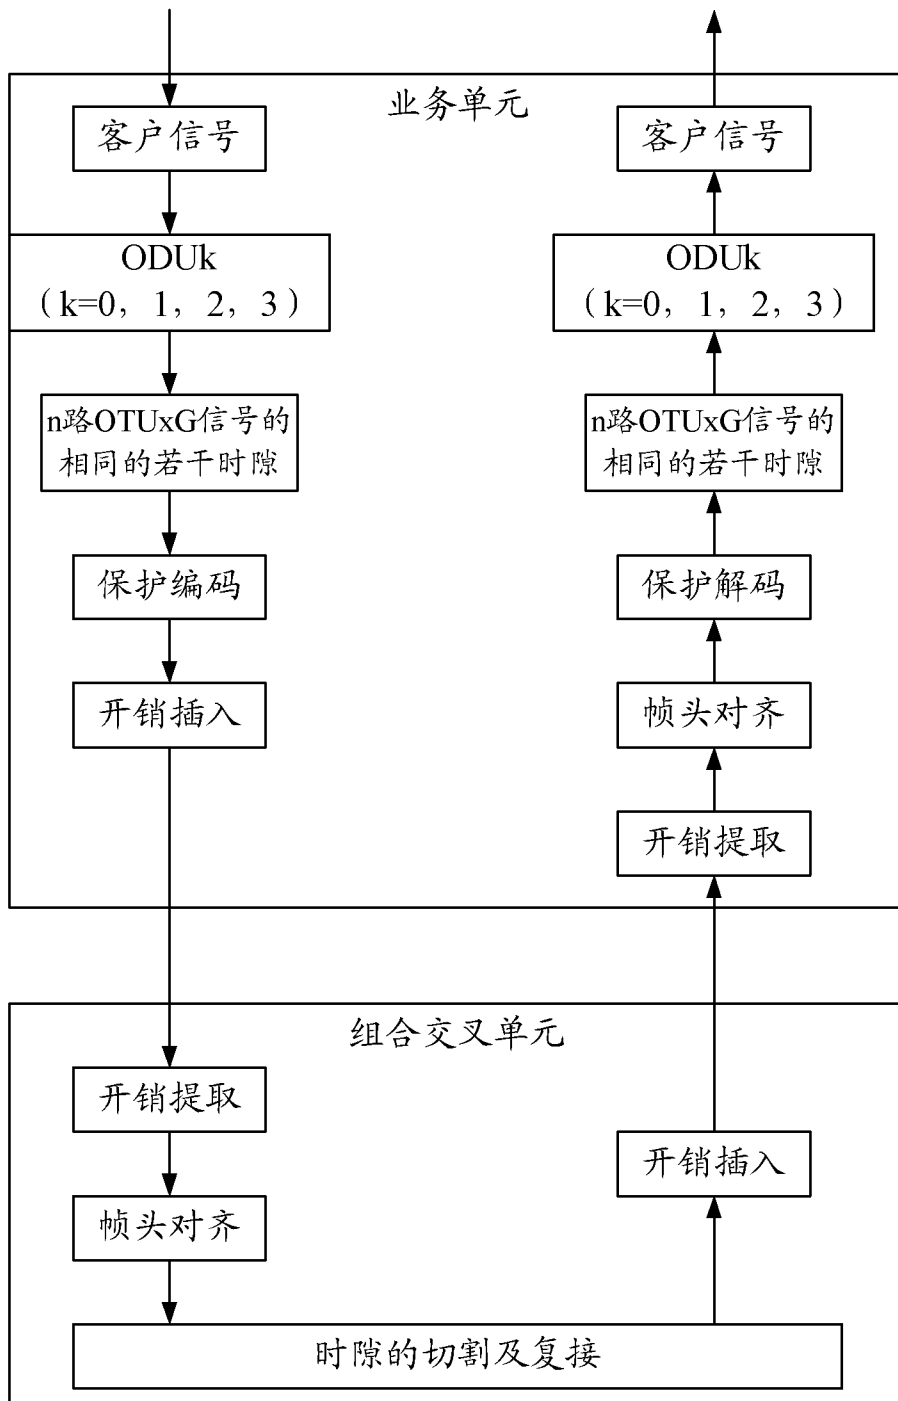 业务单元
客户信号
客户信号
ODUk
（k=0，1，2，3）
ODUk
（k=0，1，2，3）
n路OTUxG信号的
相同的若干时隙
n路OTUxG信号的
相同的若干时隙
保护编码
保护解码
开销插入
帧头对齐
开销提取
组合交叉单元
开销提取
开销插入
帧头对齐
时隙的切割及复接